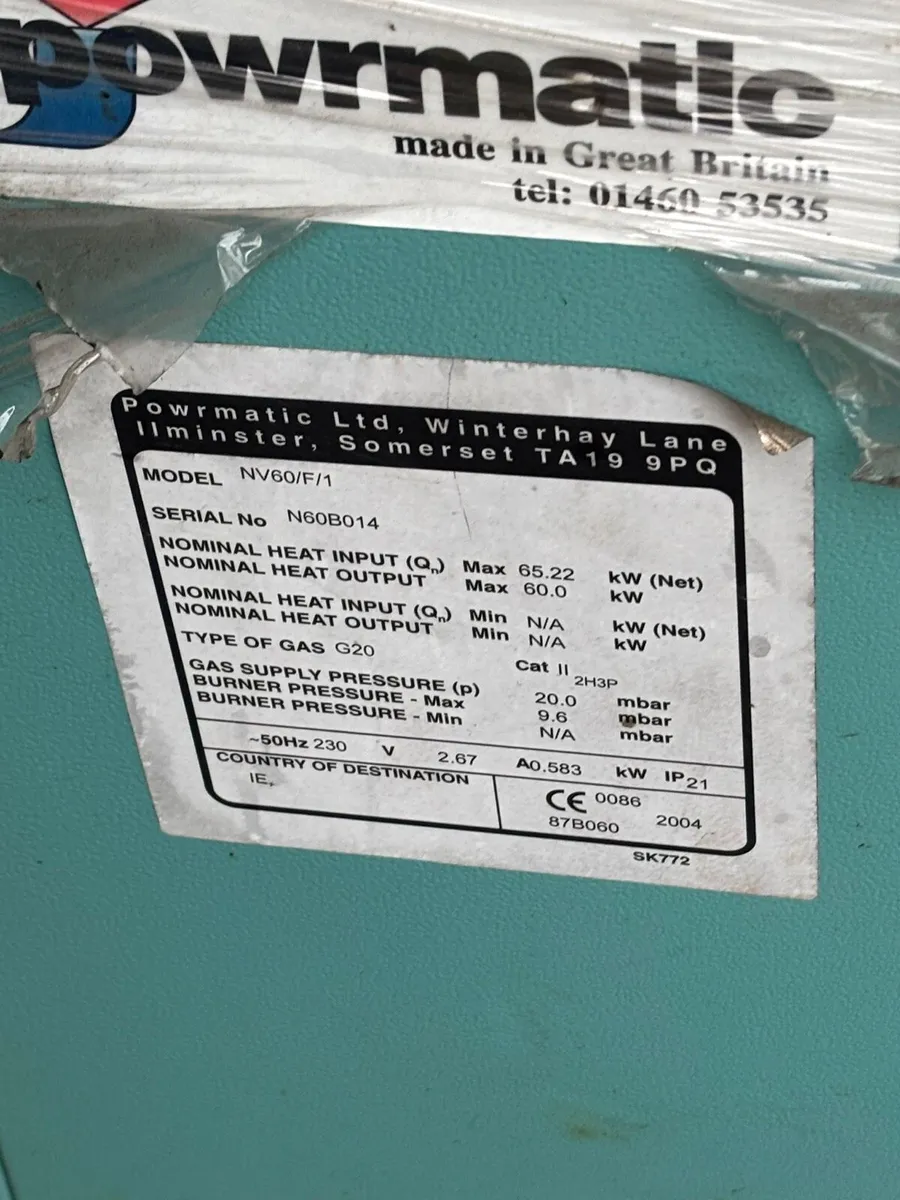 powrmatic
made in Great Britain
tel: 01460 53535
Powrmatic Ltd, Winterhay Lane
Ilminster, Somerset TA19 9PQ
MODEL NV60/F/1
SERIAL No N60B014
NOMINAL HEAT INPUT (Qn) Max 65.22 kW (Net)
NOMINAL HEAT OUTPUT Max 60.0 kW
NOMINAL HEAT INPUT (Qn) Min N/A kW (Net)
NOMINAL HEAT OUTPUT Min N/A kW
TYPE OF GAS G20 Cat II 2H3P
GAS SUPPLY PRESSURE (p) 20.0 mbar
BURNER PRESSURE - Max 9.6 mbar
BURNER PRESSURE - Min N/A mbar
~50Hz 230 V 2.67 A0.583 kW IP21
COUNTRY OF DESTINATION
IE,
CE 0086
87B060 2004
SK772